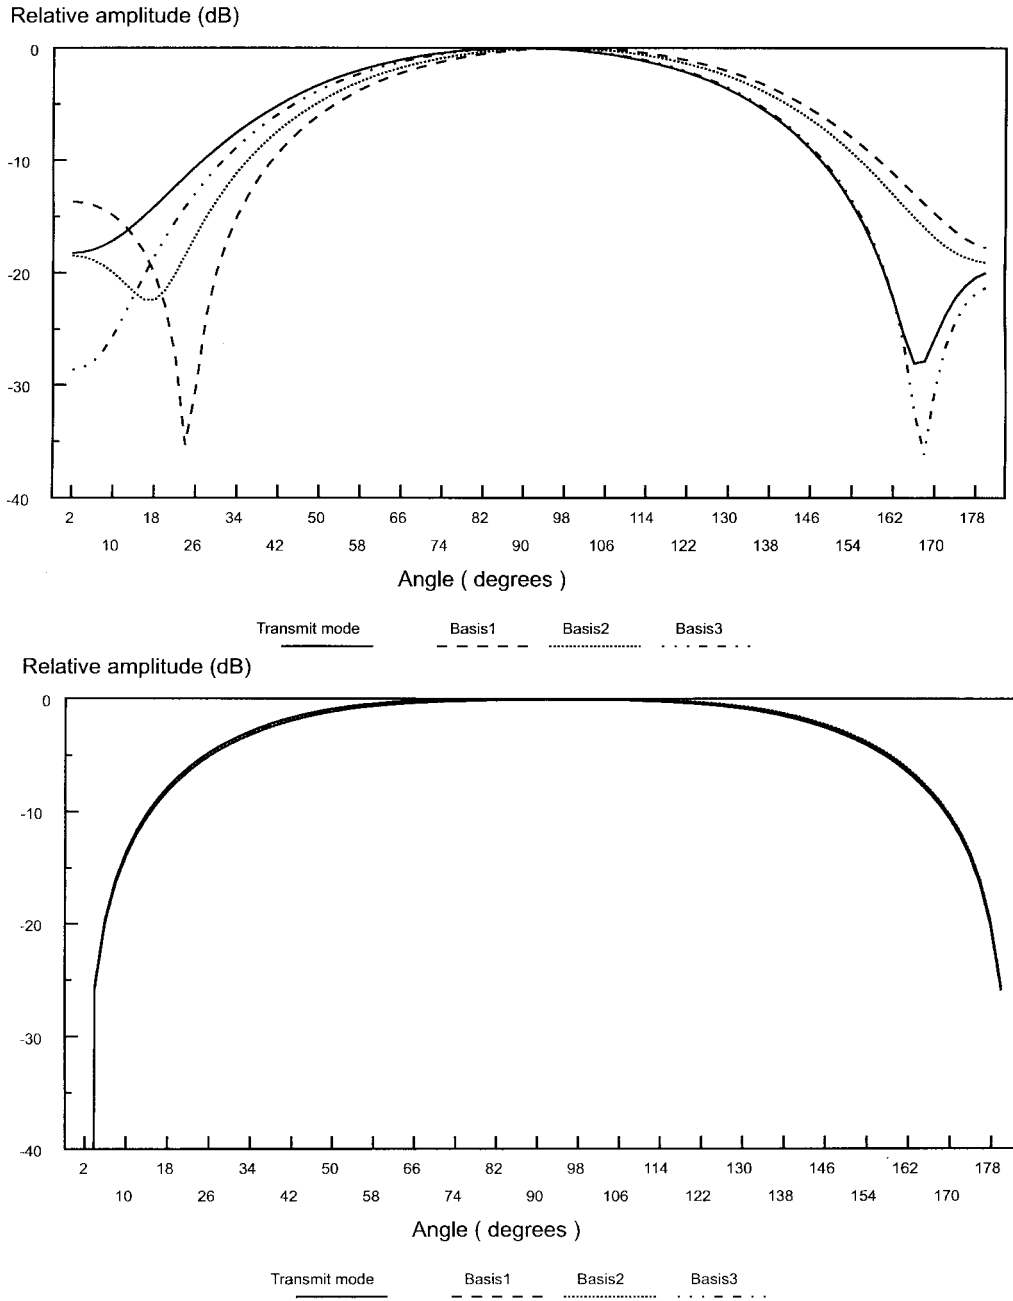 Relative amplitude (dB)
0
-10
-20
-30
-40
2 18 34 50 66 82 98 114 130 146 162 178
10 26 42 58 74 90 106 122 138 154 170
Angle ( degrees )
Transmit mode Basis1 Basis2 Basis3
Relative amplitude (dB)
0
-10
-20
-30
-40
2 18 34 50 66 82 98 114 130 146 162 178
10 26 42 58 74 90 106 122 138 154 170
Angle ( degrees )
Transmit mode Basis1 Basis2 Basis3